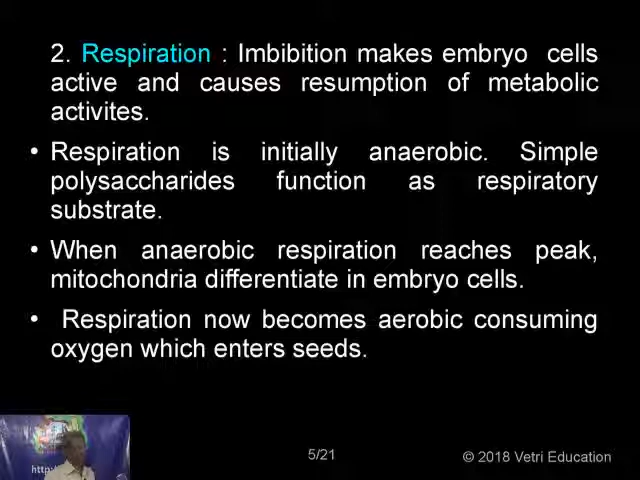 2. Respiration : Imbibition makes embryo cells
active and causes resumption of metabolic
activites.
• Respiration is initially anaerobic. Simple
polysaccharides function as respiratory
substrate.
• When anaerobic respiration reaches peak,
mitochondria differentiate in embryo cells.
• Respiration now becomes aerobic consuming
oxygen which enters seeds.
http:
5/21
© 2018 Vetri Education